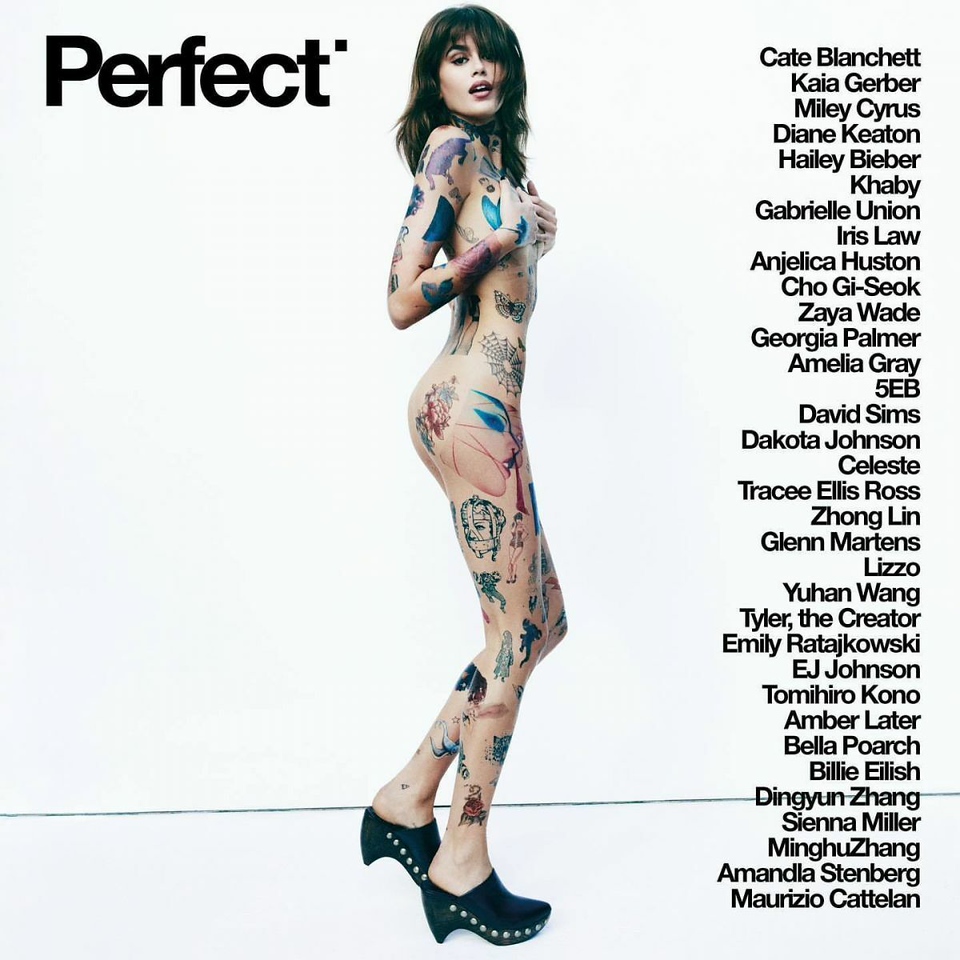 Perfect
Cate Blanchett
Kaia Gerber
Miley Cyrus
Diane Keaton
Hailey Bieber
Khaby
Gabrielle Union
Iris Law
Anjelica Huston
Cho Gi-Seok
Zaya Wade
Georgia Palmer
Amelia Gray
5EB
David Sims
Dakota Johnson
Celeste
Tracee Ellis Ross
Zhong Lin
Glenn Martens
Lizzo
Yuhan Wang
Tyler, the Creator
Emily Ratajkowski
EJ Johnson
Tomihiro Kono
Amber Later
Bella Poarch
Billie Eilish
Dingyun Zhang
Sienna Miller
MinghuZhang
Amandla Stenberg
Maurizio Cattelan